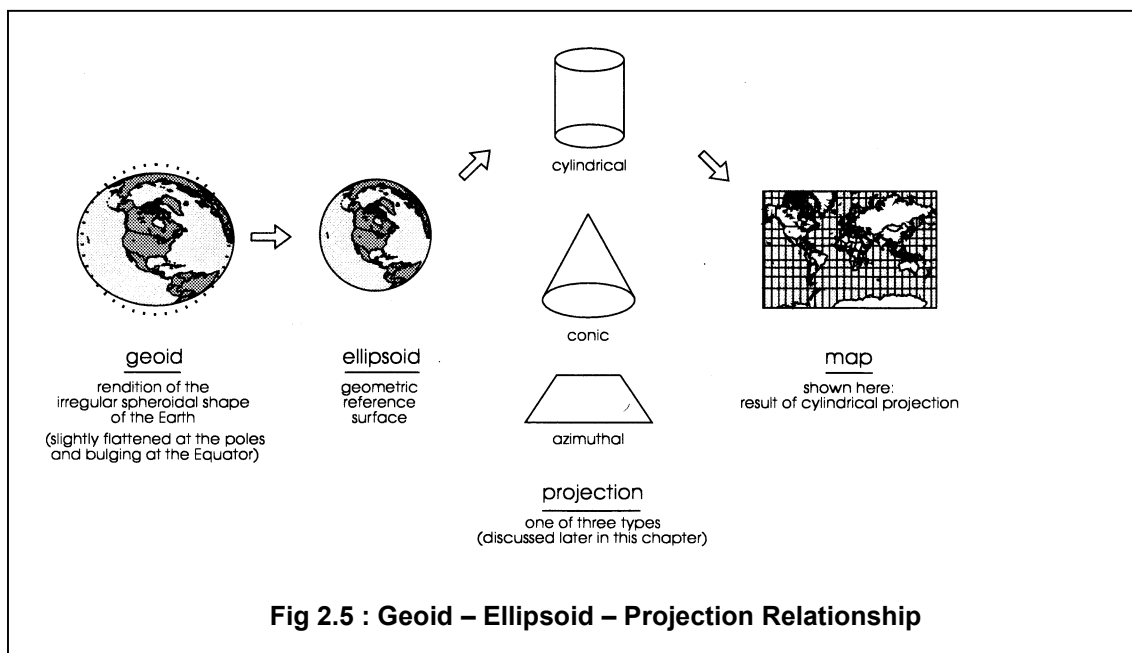 cylindrical
conic
azimuthal
geoid
rendition of the
irregular spheroidal shape
of the Earth
(slightly flattened at the poles
and bulging at the Equator)
ellipsoid
geometric
reference
surface
projection
one of three types
(discussed later in this chapter)
map
shown here:
result of cylindrical projection
Fig 2.5 : Geoid – Ellipsoid – Projection Relationship